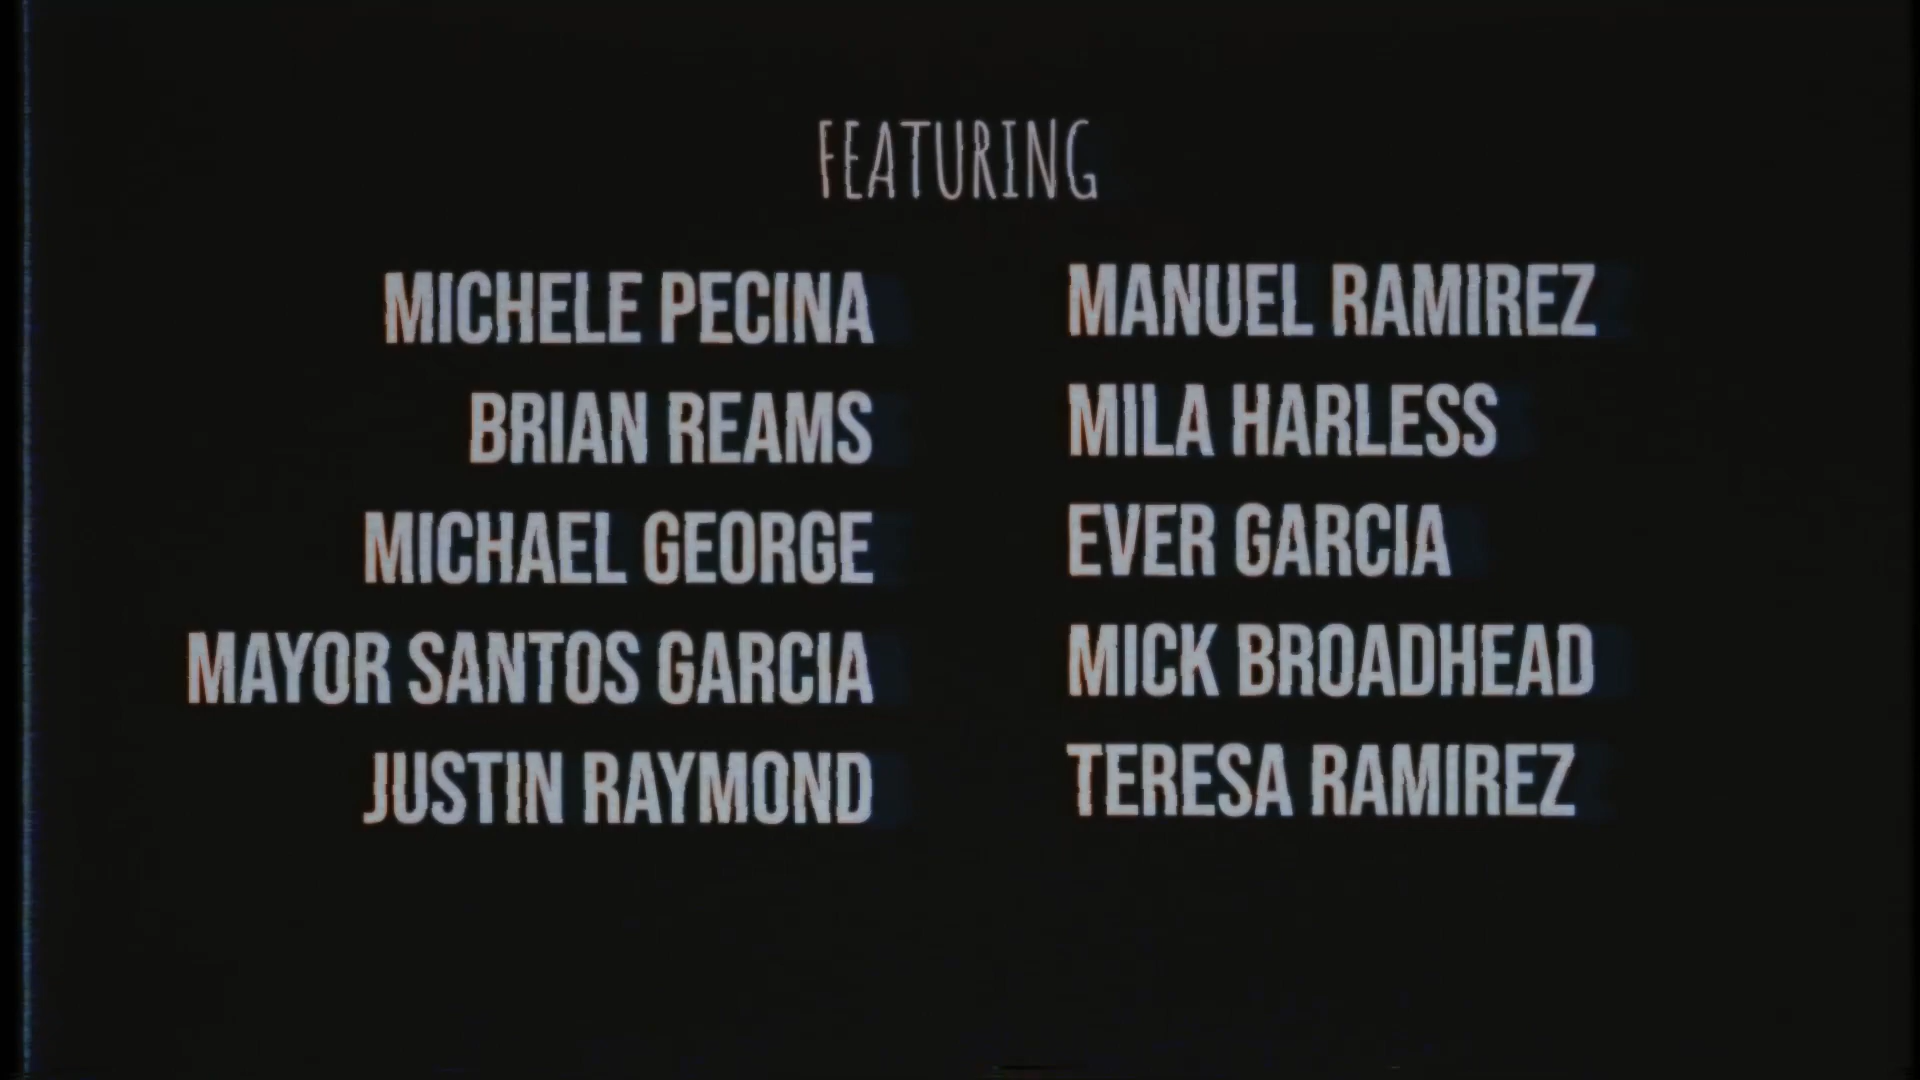 FEATURING
MICHELE PECINA
BRIAN REAMS
MICHAEL GEORGE
MAYOR SANTOS GARCIA
JUSTIN RAYMOND
MANUEL RAMIREZ
MILA HARLESS
EVER GARCIA
MICK BROADHEAD
TERESA RAMIREZ